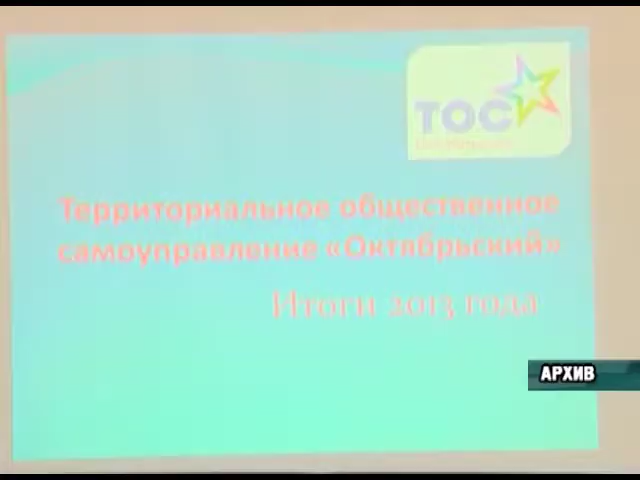 ТОС
Территориальное общественное
самоуправление «Октябрьский»
Итоги 2013 года
АРХИВ